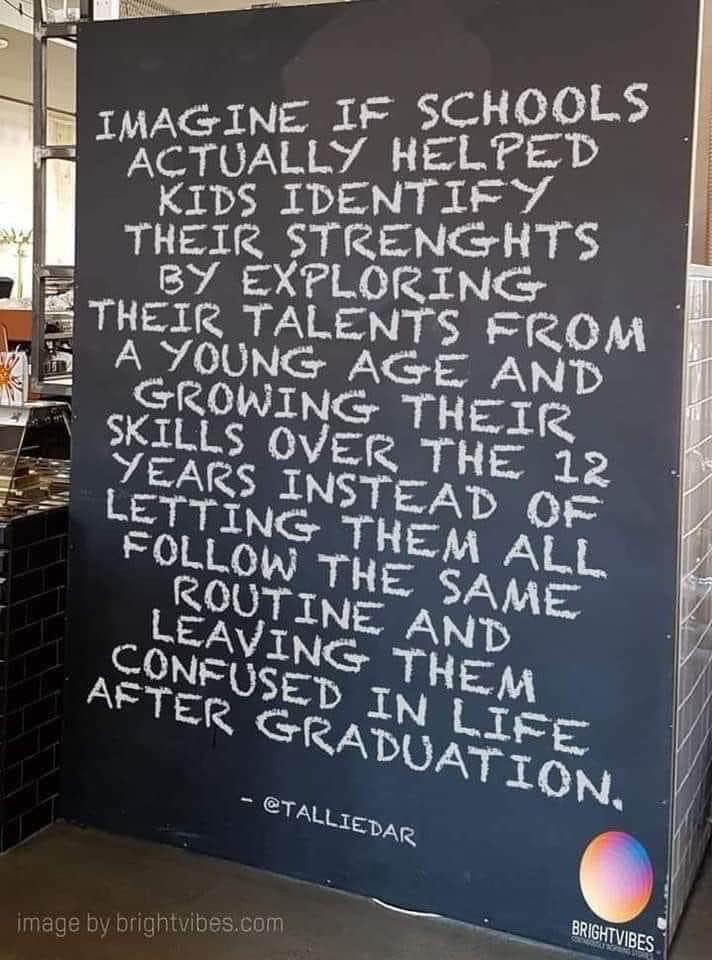 IMAGINE IF SCHOOLS
ACTUALLY HELPED
KIDS IDENTIFY
THEIR STRENGHTS
BY EXPLORING
THEIR TALENTS FROM
A YOUNG AGE AND
GROWING THEIR
SKILLS OVER THE 12
YEARS INSTEAD OF
LETTING THEM ALL
FOLLOW THE SAME
ROUTINE AND
LEAVING THEM
CONFUSED IN LIFE
AFTER GRADUATION.
- @TALLIEDAR
image by brightvibes.com
BRIGHTVIBES